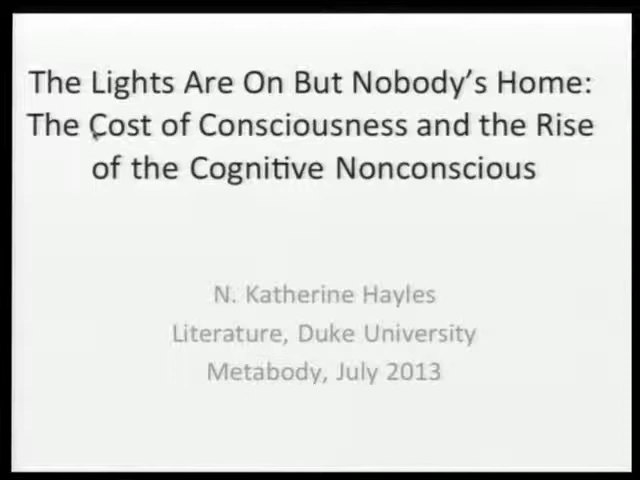 The Lights Are On But Nobody's Home:
The Cost of Consciousness and the Rise
of the Cognitive Nonconscious
N. Katherine Hayles
Literature, Duke University
Metabody, July 2013